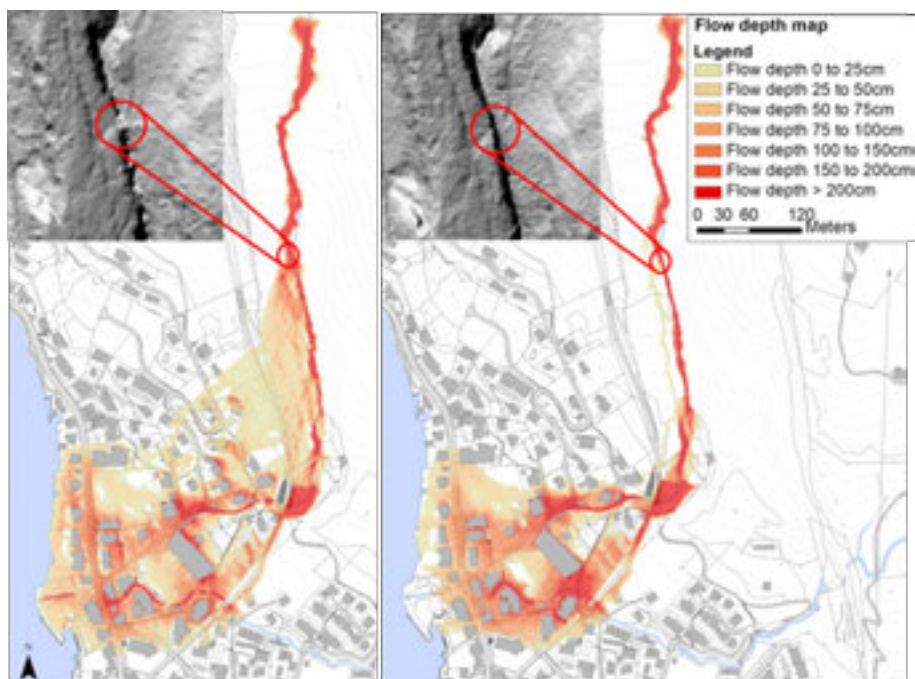 Flow depth map
Legend
Flow depth 0 to 25cm
Flow depth 25 to 50cm
Flow depth 50 to 75cm
Flow depth 75 to 100cm
Flow depth 100 to 150cm
Flow depth 150 to 200cm
Flow depth > 200cm
0 30 60 120
Meters
N